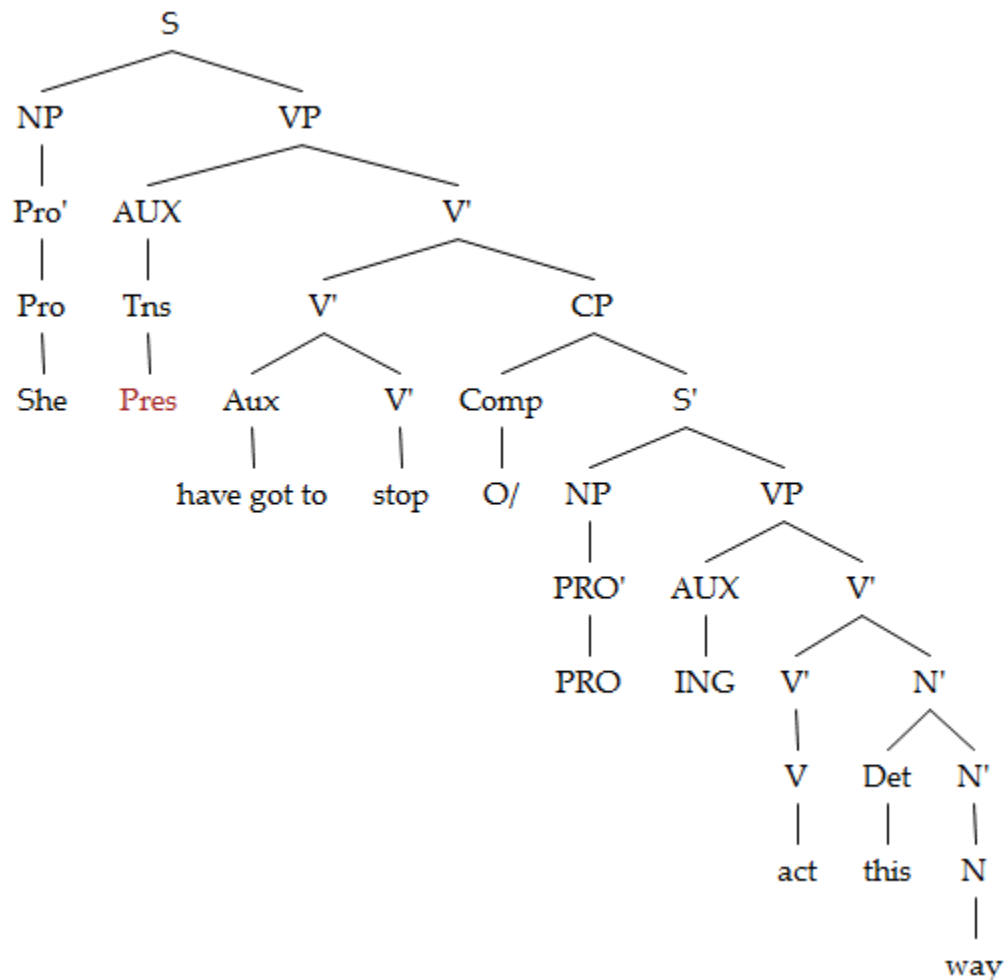 S
NP VP
Pro' AUX V'
Pro Tns V' CP
She Pres Aux V' Comp S'
have got to stop O/ NP VP
PRO' AUX V'
PRO ING V' N'
V Det N'
act this N
way